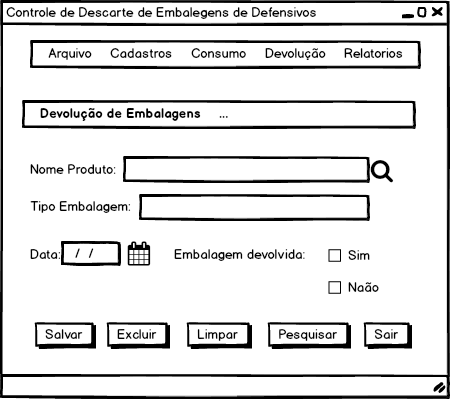 Controle de Descarte de Embalegens de Defensivos
Arquivo Cadastros Consumo Devolução Relatorios
Devolução de Embalagens ...
Nome Produto:
Tipo Embalagem:
Data: / / Embalagem devolvida: Sim
Naão
Salvar Excluir Limpar Pesquisar Sair